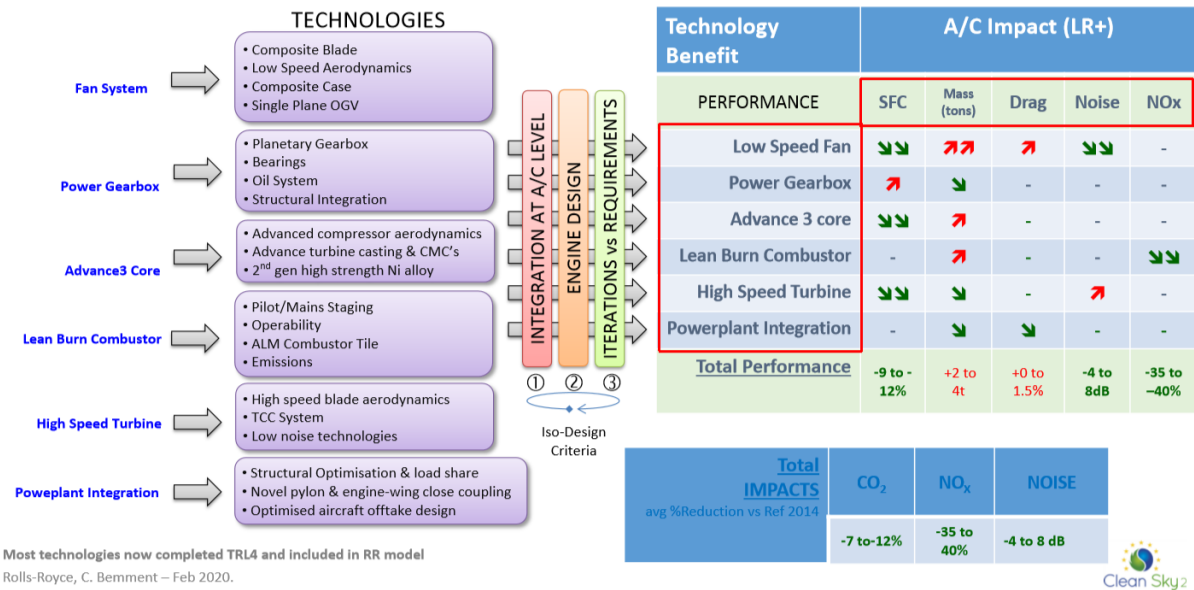 TECHNOLOGIES
Fan System
• Composite Blade
• Low Speed Aerodynamics
• Composite Case
• Single Plane OGV
Power Gearbox
• Planetary Gearbox
• Bearings
• Oil System
• Structural Integration
Advance3 Core
• Advanced compressor aerodynamics
• Advance turbine casting & CMC's
• 2nd gen high strength Ni alloy
Lean Burn Combustor
• Pilot/Mains Staging
• Operability
• ALM Combustor Tile
• Emissions
High Speed Turbine
• High speed blade aerodynamics
• TCC System
• Low noise technologies
Poweplant Integration
• Structural Optimisation & load share
• Novel pylon & engine-wing close coupling
• Optimised aircraft offtake design
INTEGRATION AT A/C LEVEL
ENGINE DESIGN
ITERATIONS vs REQUIREMENTS
① ② ③
Iso-Design
Criteria
Technology
Benefit
A/C Impact (LR+)
PERFORMANCE SFC Mass (tons) Drag Noise NOx
Low Speed Fan ↘↘ ↗↗ ↗ ↘↘ -
Power Gearbox ↗ ↘ - - -
Advance 3 core ↘↘ ↗ - - -
Lean Burn Combustor - ↗ - - ↘↘
High Speed Turbine ↘↘ ↘ - ↗ -
Powerplant Integration - ↘ ↘ - -
Total Performance -9 to -12% +2 to 4t +0 to 1.5% -4 to 8dB -35 to –40%
Total
IMPACTS
avg %Reduction vs Ref 2014
CO2 NOX NOISE
-7 to-12% -35 to 40% -4 to 8 dB
Most technologies now completed TRL4 and included in RR model
Rolls-Royce, C. Bemment – Feb 2020.
Clean Sky2